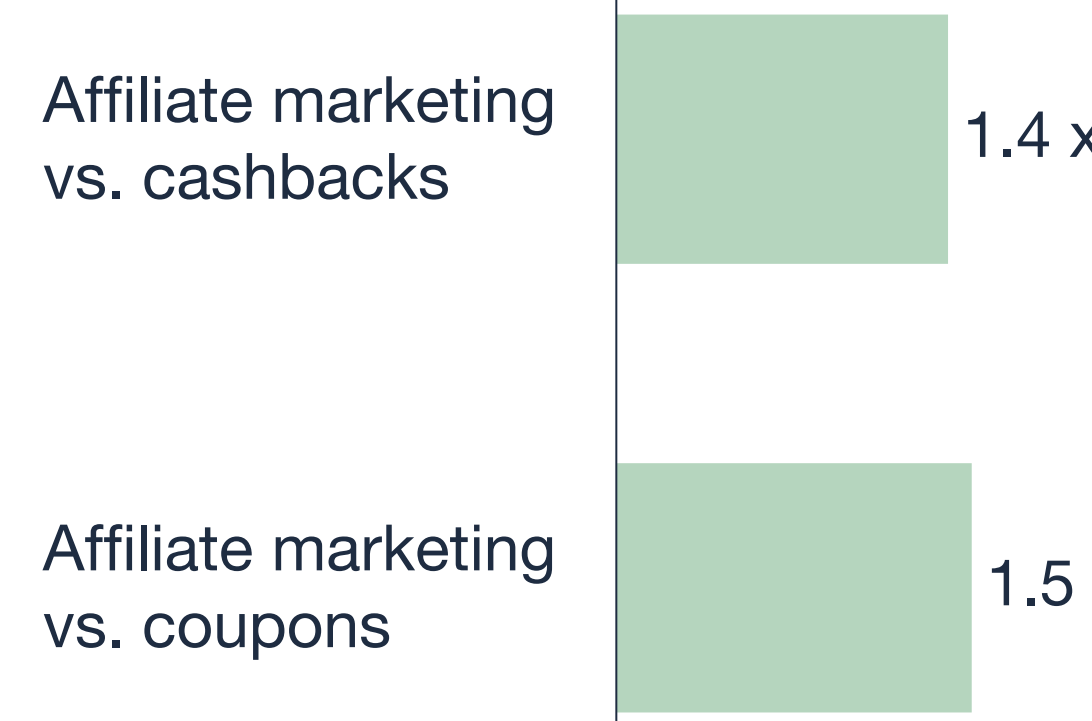 Affiliate marketing
vs. cashbacks
1.4 x
Affiliate marketing
vs. coupons
1.5